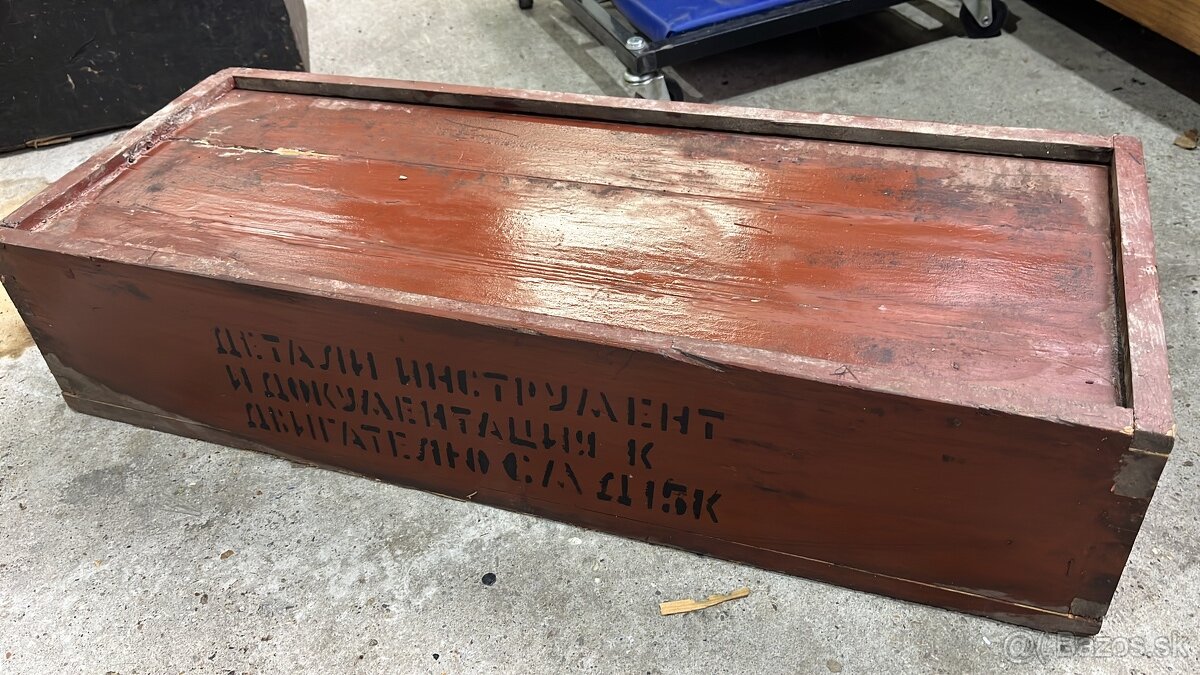 ДЕТАЛИ ИНСТРУМЕНТ
И ДОКУМЕНТАЦИЯ К
ДВИГАТЕЛЮ С/А Д15К
Bazos.sk